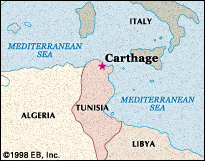 ITALY
MEDITERRANEAN
SEA
Carthage
MEDITERRANEAN
SEA
ALGERIA
TUNISIA
LIBYA
©1998 EB, Inc.